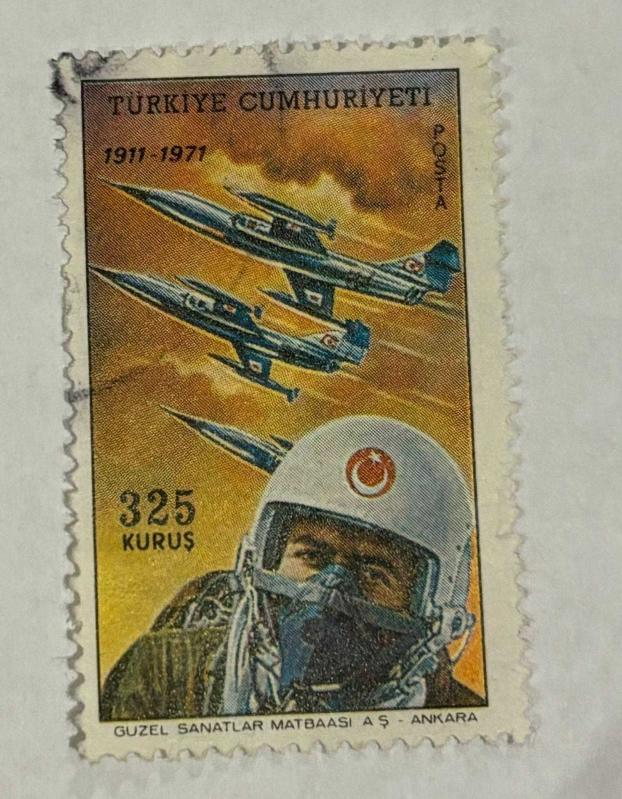 TÜRKİYE CUMHURİYETİ
1911-1971
POSTA
325
KURUŞ
GUZEL SANATLAR MATBAASI A Ş - ANKARA